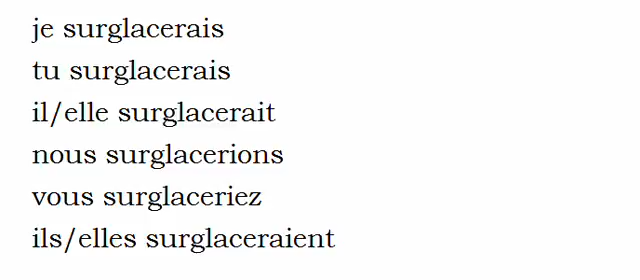 je surglacerais
tu surglacerais
il/elle surglacerait
nous surglacerions
vous surglaceriez
ils/elles surglaceraient